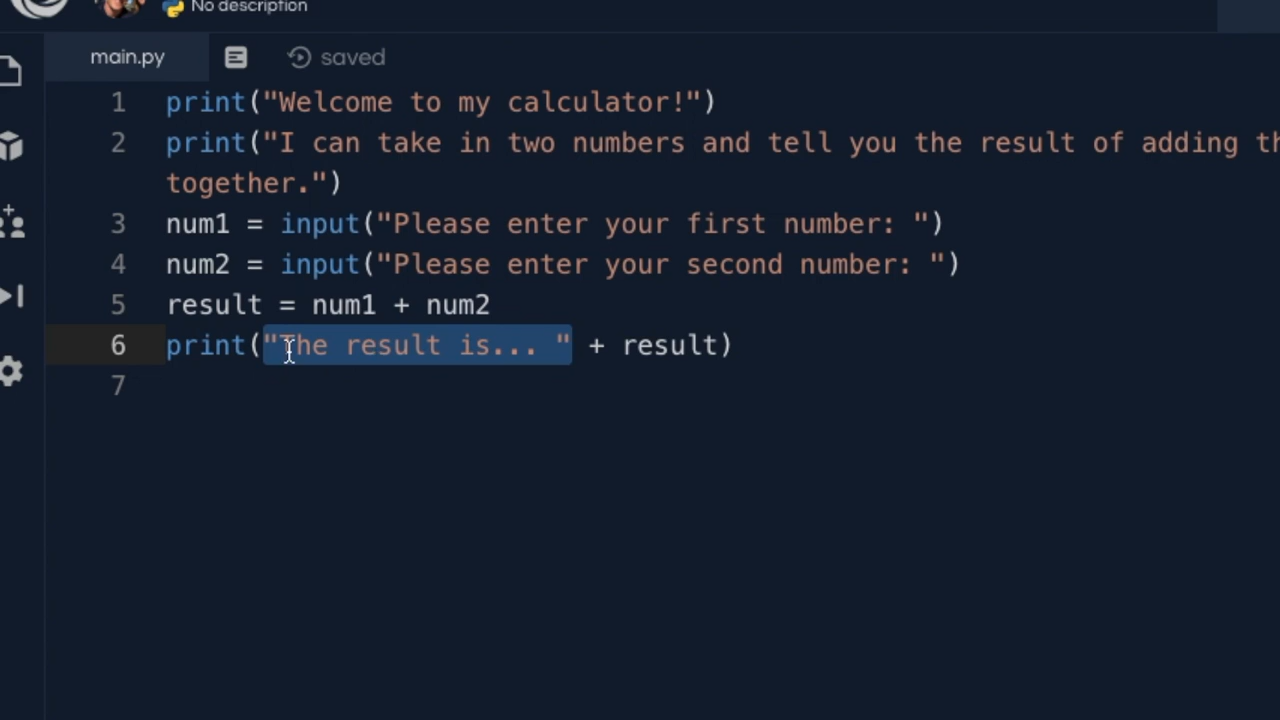 No description
main.py
saved
1 print("Welcome to my calculator!")
2 print("I can take in two numbers and tell you the result of adding
together.")
3 num1 = input("Please enter your first number: ")
4 num2 = input("Please enter your second number: ")
5 result = num1 + num2
6 print("The result is... " + result)
7